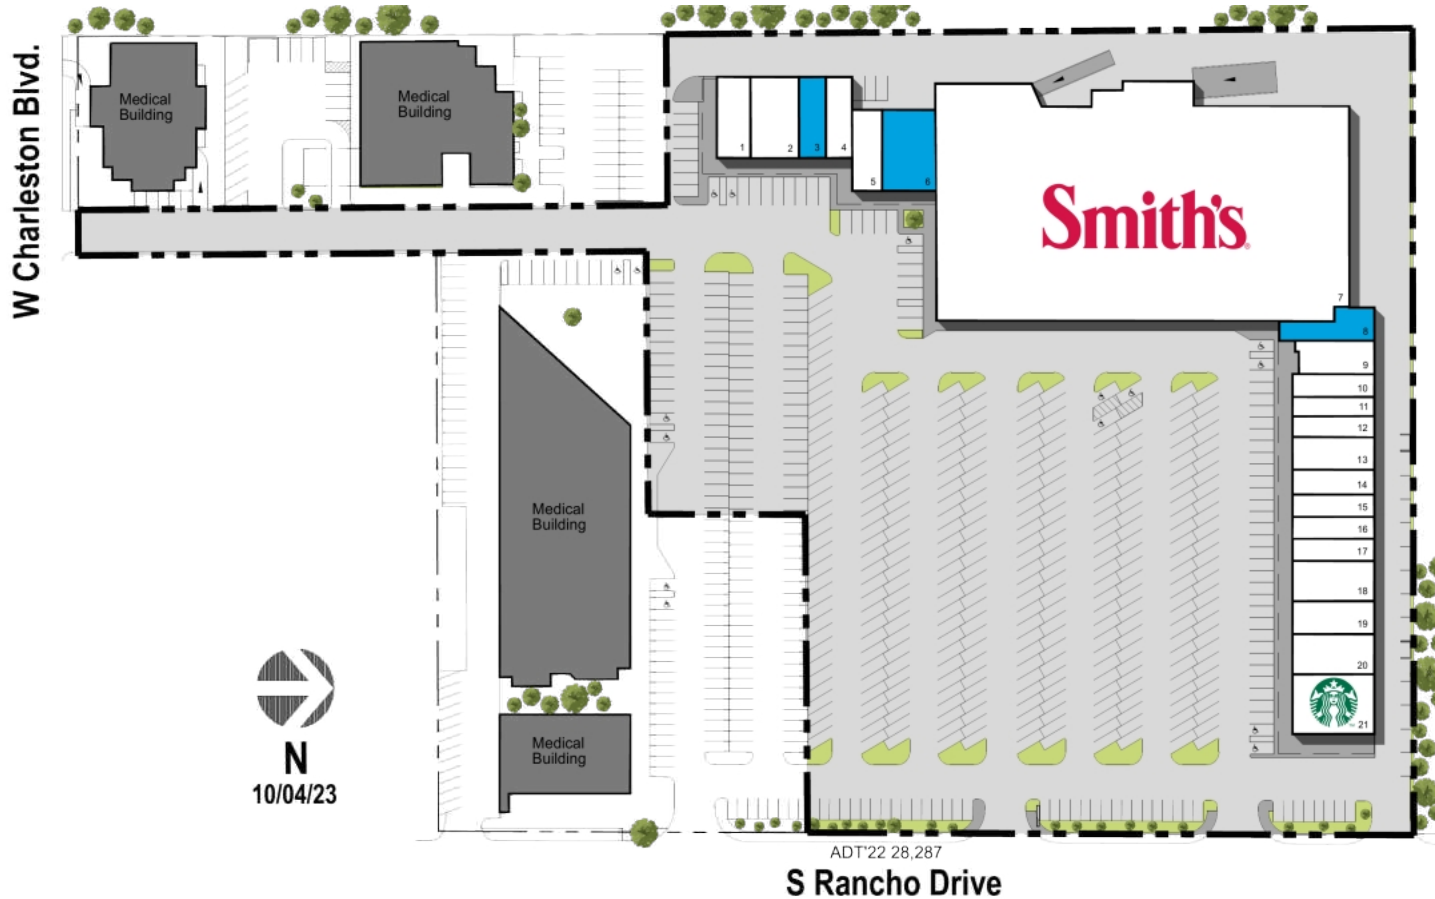 W Charleston Blvd.
Medical
Building
Medical
Building
1
2
3
4
5
6
Smith's
7
8
9
10
11
12
13
14
15
16
17
18
19
20
21
Medical
Building
Medical
Building
N
10/04/23
ADT'22 28,287
S Rancho Drive